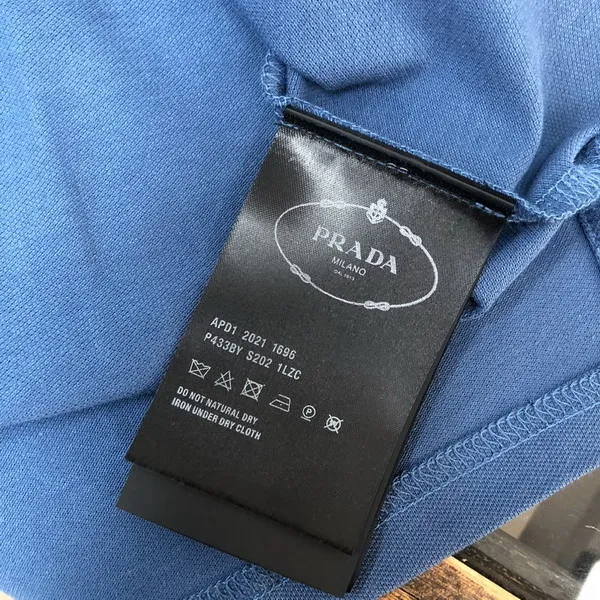 PRADA
MILANO
DAL 1913
APD1 2021 1696
P433BY S202 1LZC
P
DO NOT NATURAL DRY
IRON UNDER DRY CLOTH